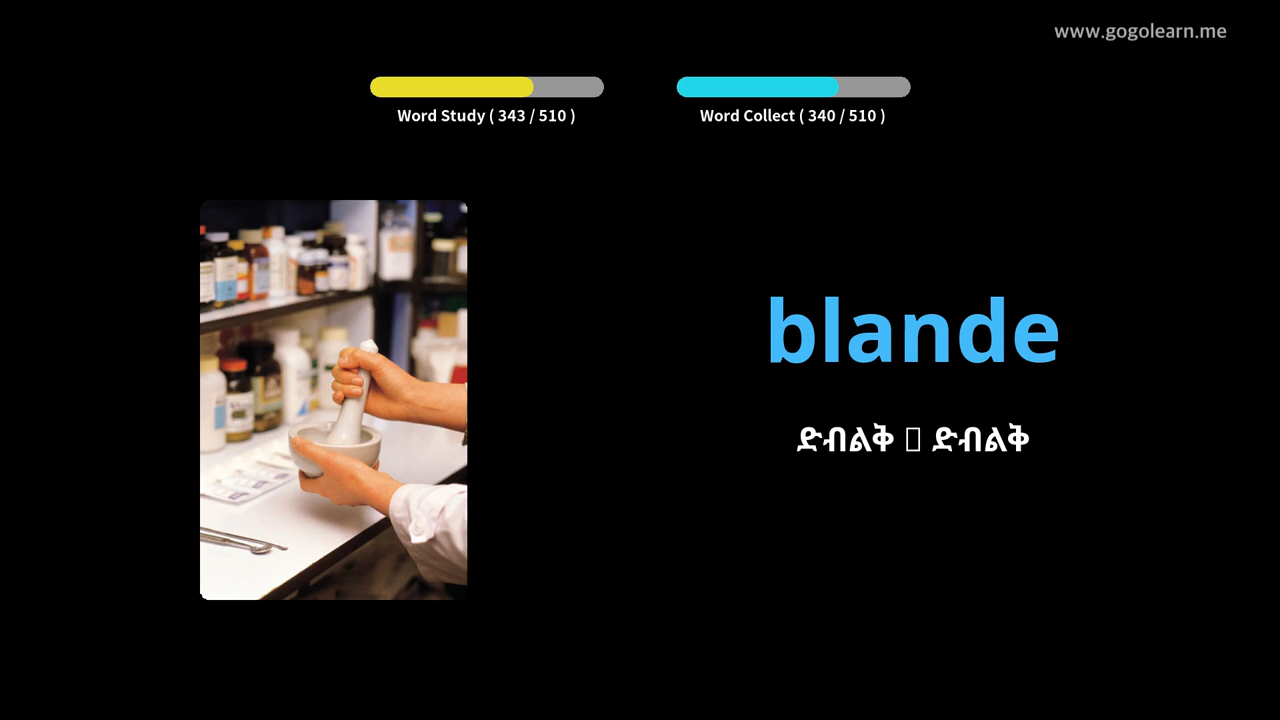 www.gogolearn.me
Word Study ( 343 / 510 )
Word Collect ( 340 / 510 )
blande
ድብልቅ ▯ ድብልቅ